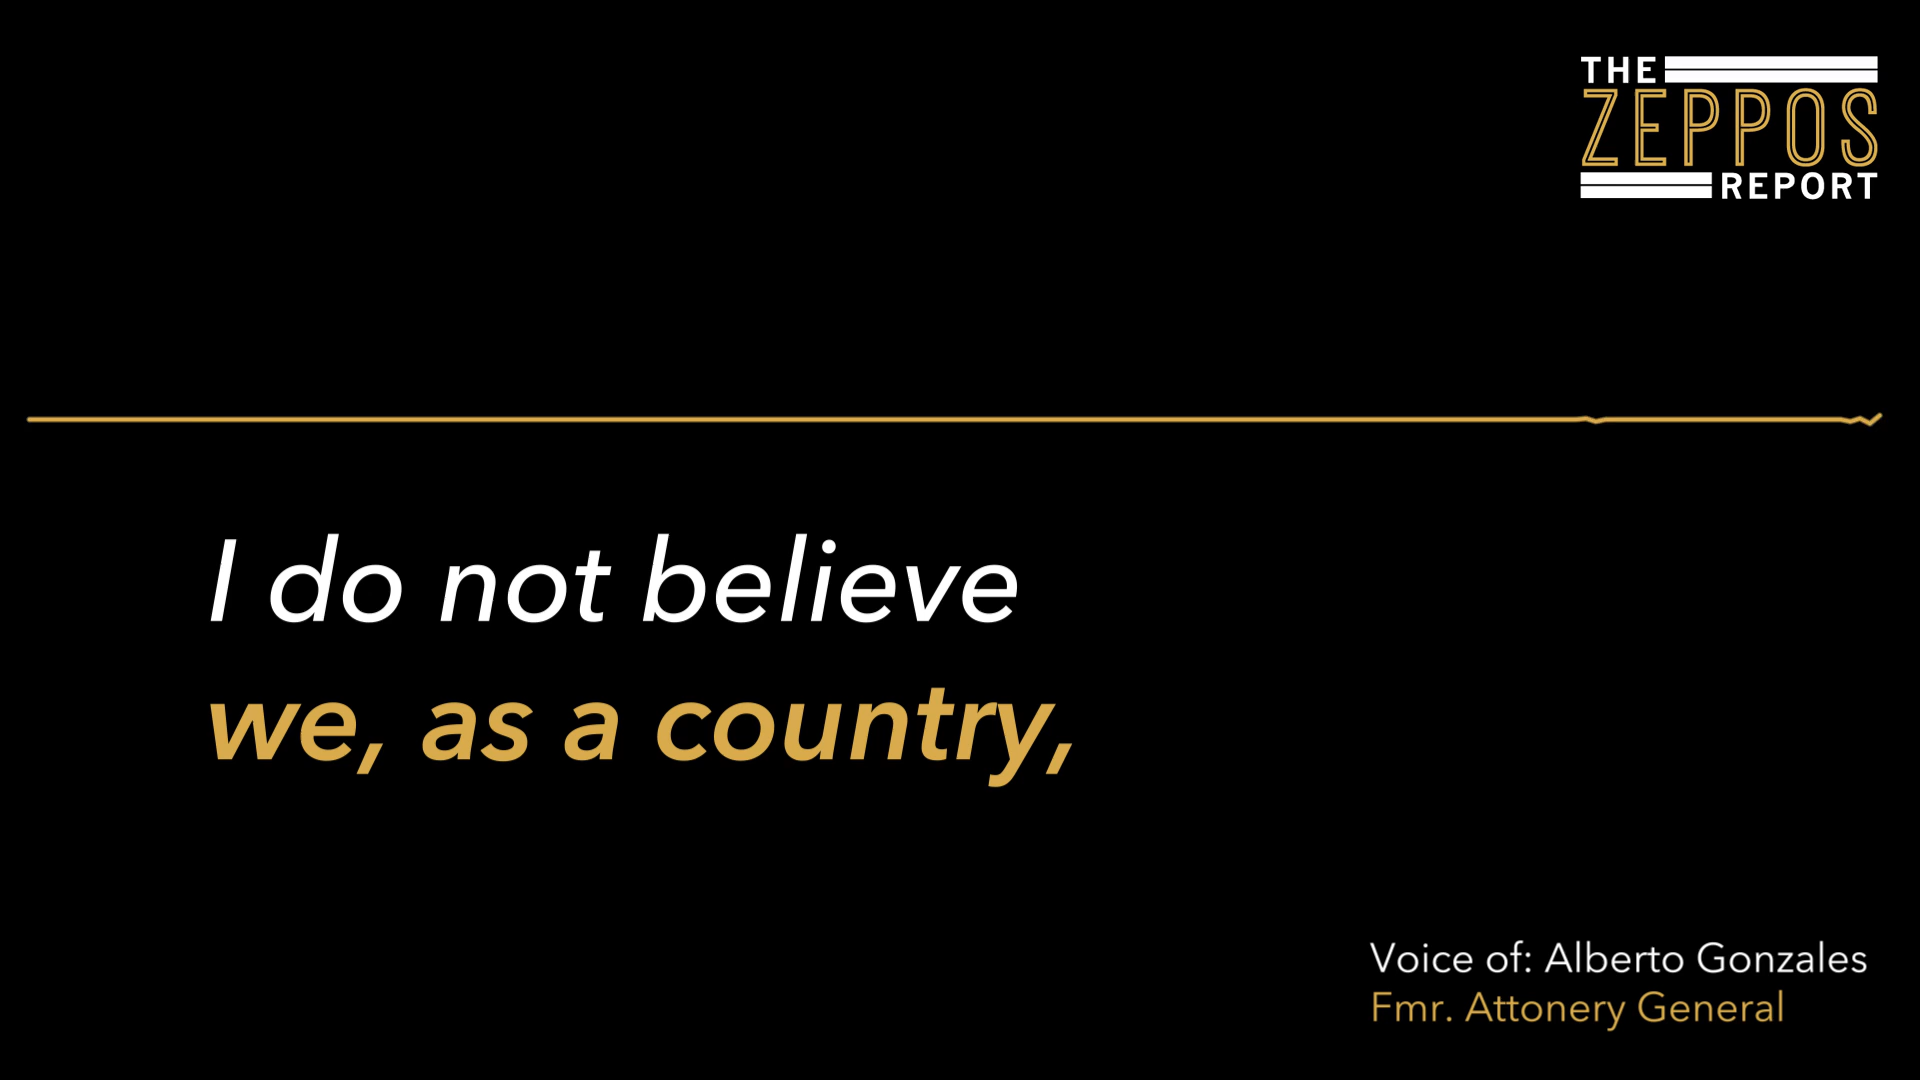 THE
ZEPPOS
REPORT
I do not believe
we, as a country,
Voice of: Alberto Gonzales
Fmr. Attonery General